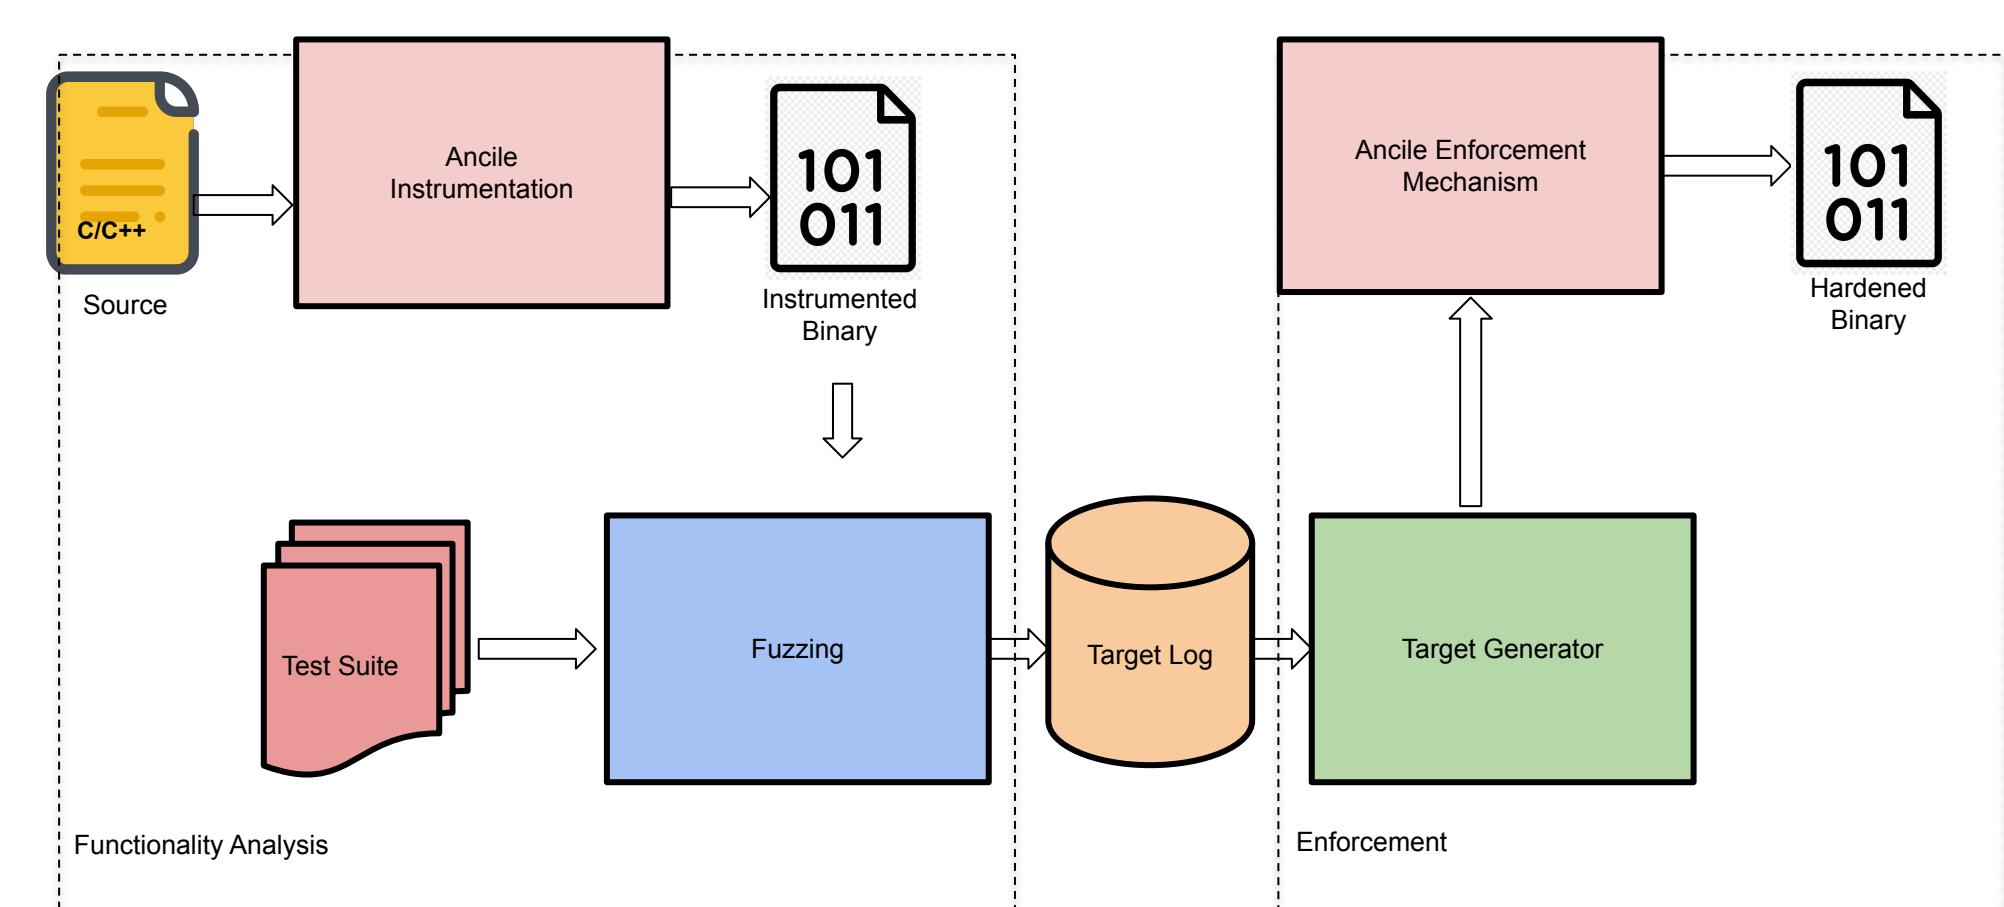 C/C++
Source
Ancile
Instrumentation
101
011
Instrumented
Binary
Test Suite
Fuzzing
Functionality Analysis
Target Log
Ancile Enforcement
Mechanism
101
011
Hardened
Binary
Target Generator
Enforcement